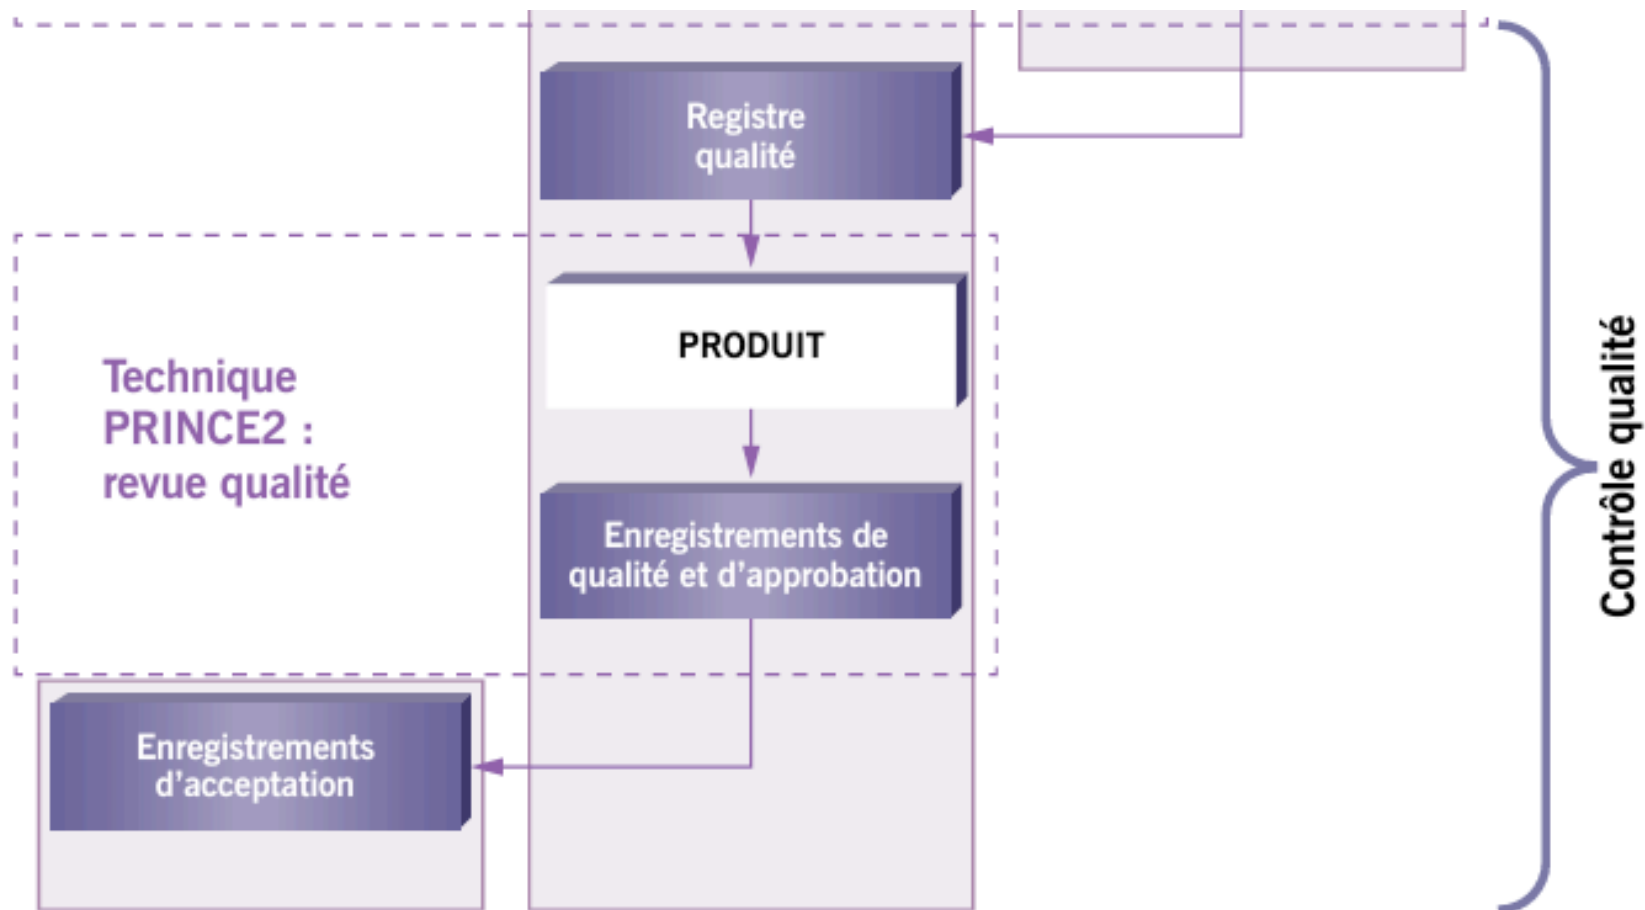 Registre
qualité
PRODUIT
Technique
PRINCE2 :
revue qualité
Enregistrements de
qualité et d’approbation
Enregistrements
d’acceptation
Contrôle qualité